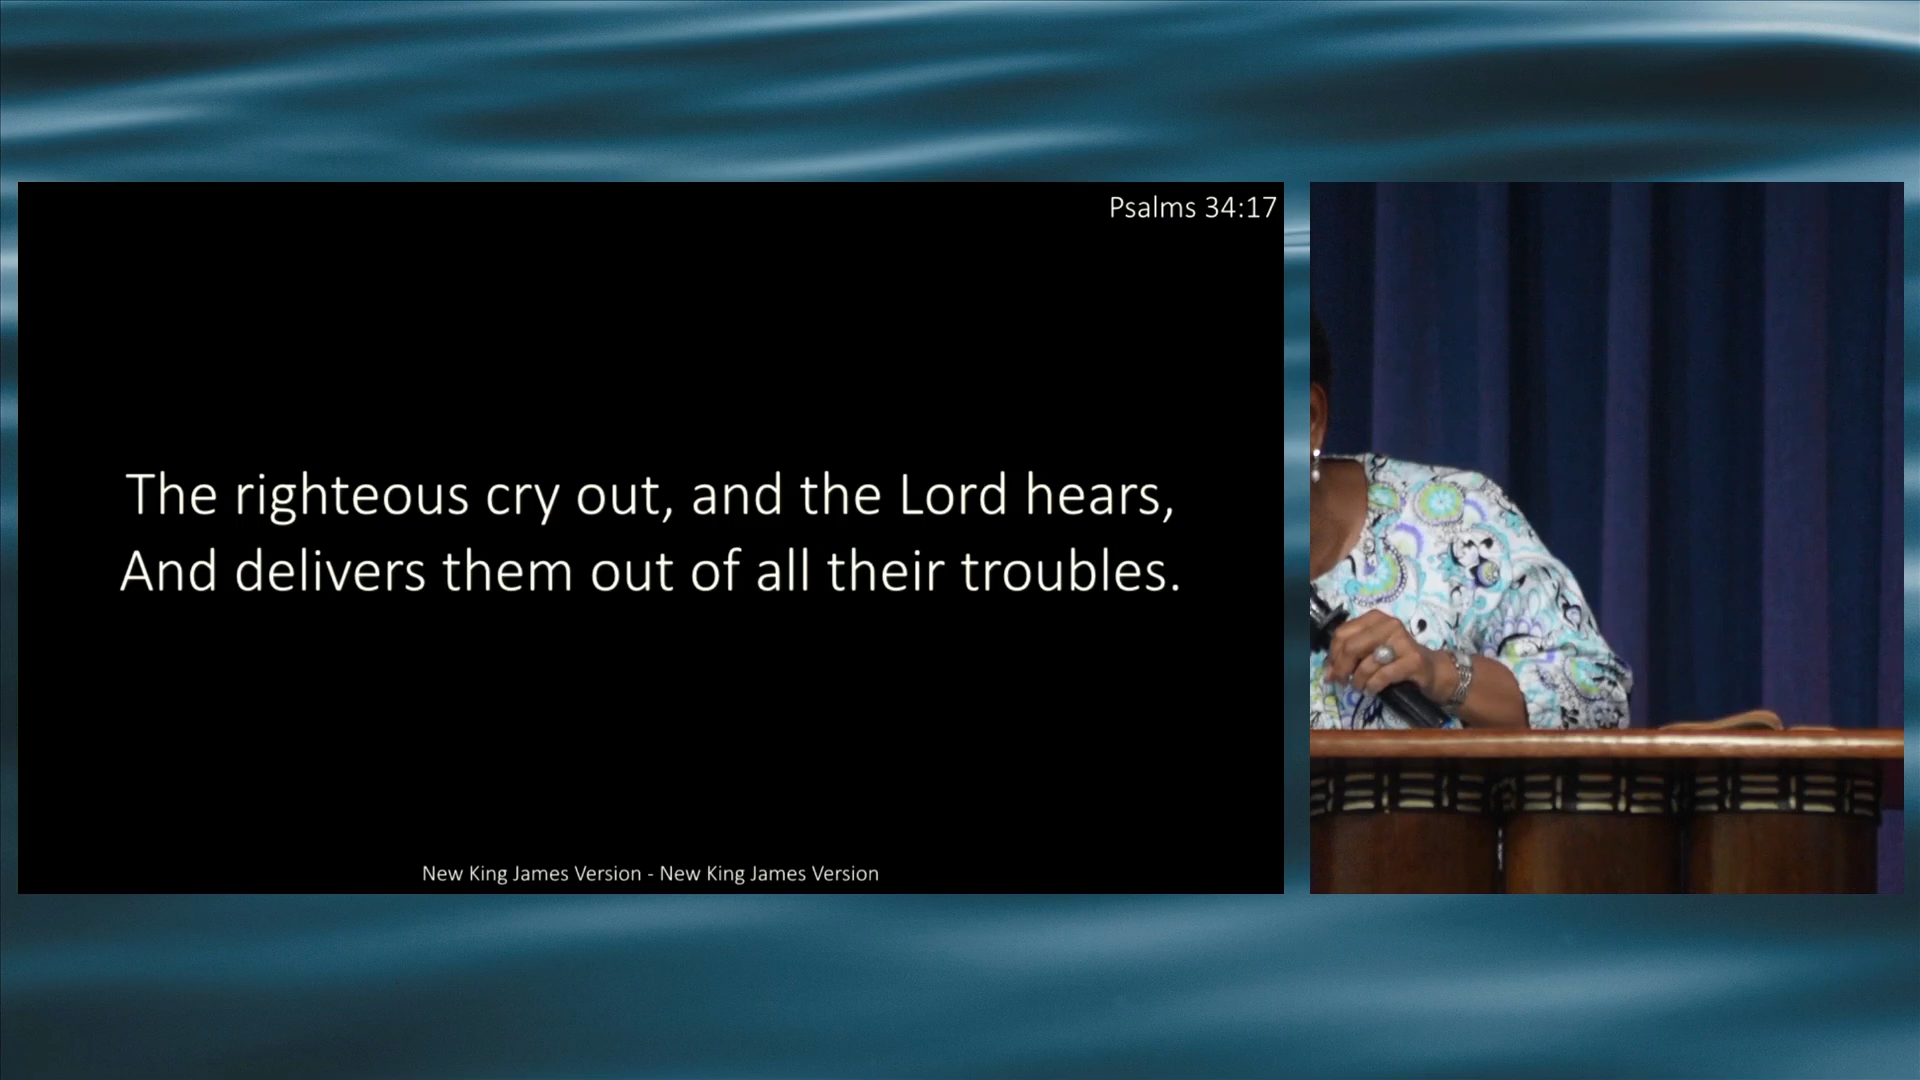 Psalms 34:17
The righteous cry out, and the Lord hears,
And delivers them out of all their troubles.
New King James Version - New King James Version